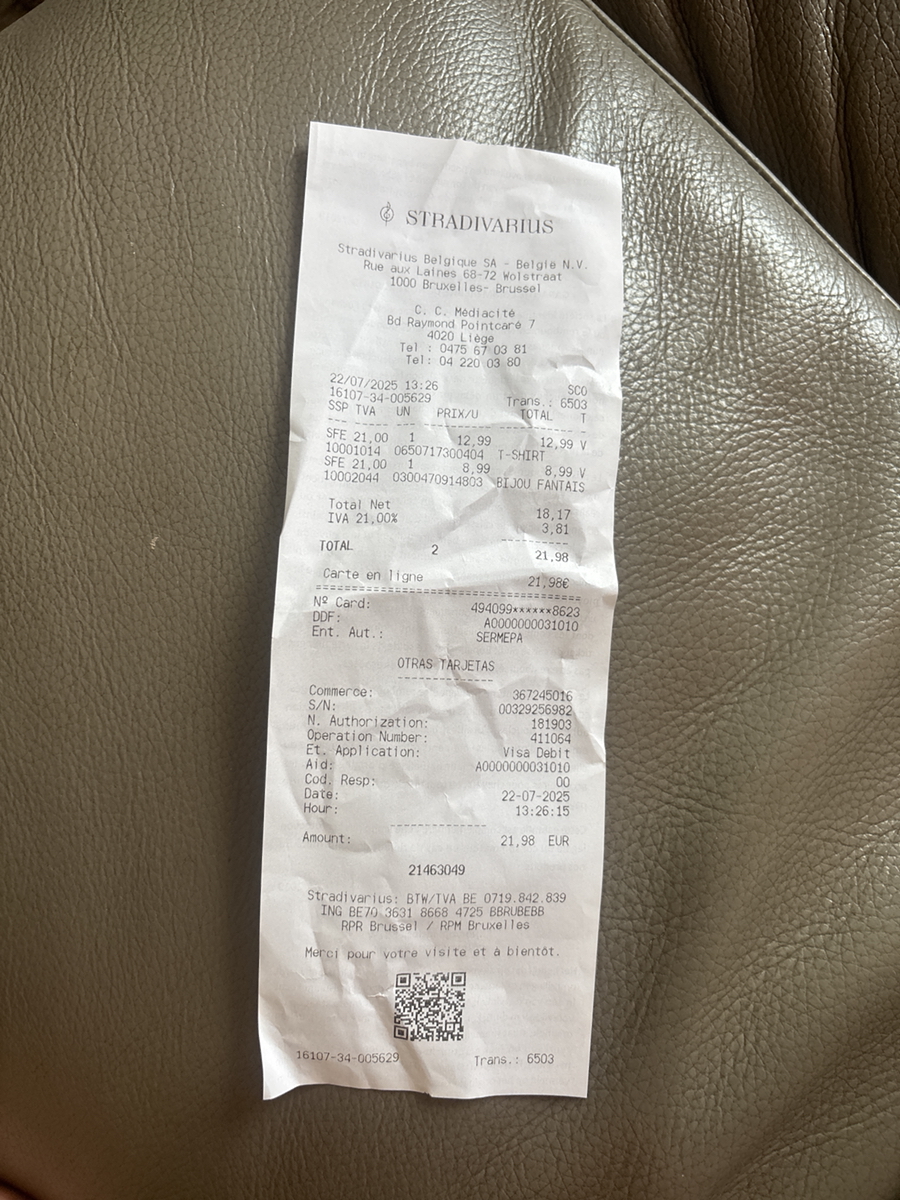 STRADIVARIUS
Stradivarius Belgique SA - Belgie N.V.
Rue aux Laines 68-72 Wolstraat
1000 Bruxelles- Brussel
C. C. Médiacité
Bd Raymond Pointcaré 7
4020 Liège
Tel : 0475 67 03 81
Tel: 04 220 03 80
22/07/2025 13:26 SCO
16107-34-005629 Trans.: 6503
SSP TVA UN PRIX/U TOTAL T
SFE 21,00 1 12,99 12,99 V
10001014 0650717300404 T-SHIRT
SFE 21,00 1 8,99 8,99 V
10002044 0300470914803 BIJOU FANTAIS
Total Net 18,17
IVA 21,00% 3,81
TOTAL 2 21,98
Carte en ligne 21,98€
Nº Card: 494099******8623
DDF: A0000000031010
Ent. Aut.: SERMEPA
OTRAS TARJETAS
Commerce: 367245016
S/N: 00329256982
N. Authorization: 181903
Operation Number: 411064
Et. Application: Visa Debit
Aid: A0000000031010
Cod. Resp: 00
Date: 22-07-2025
Hour: 13:26:15
Amount: 21,98 EUR
21463049
Stradivarius: BTW/TVA BE 0719.842.839
ING BE70 3631 8668 4725 BBRUBEBB
RPR Brussel / RPM Bruxelles
Merci pour votre visite et à bientôt.
16107-34-005629 Trans.: 6503